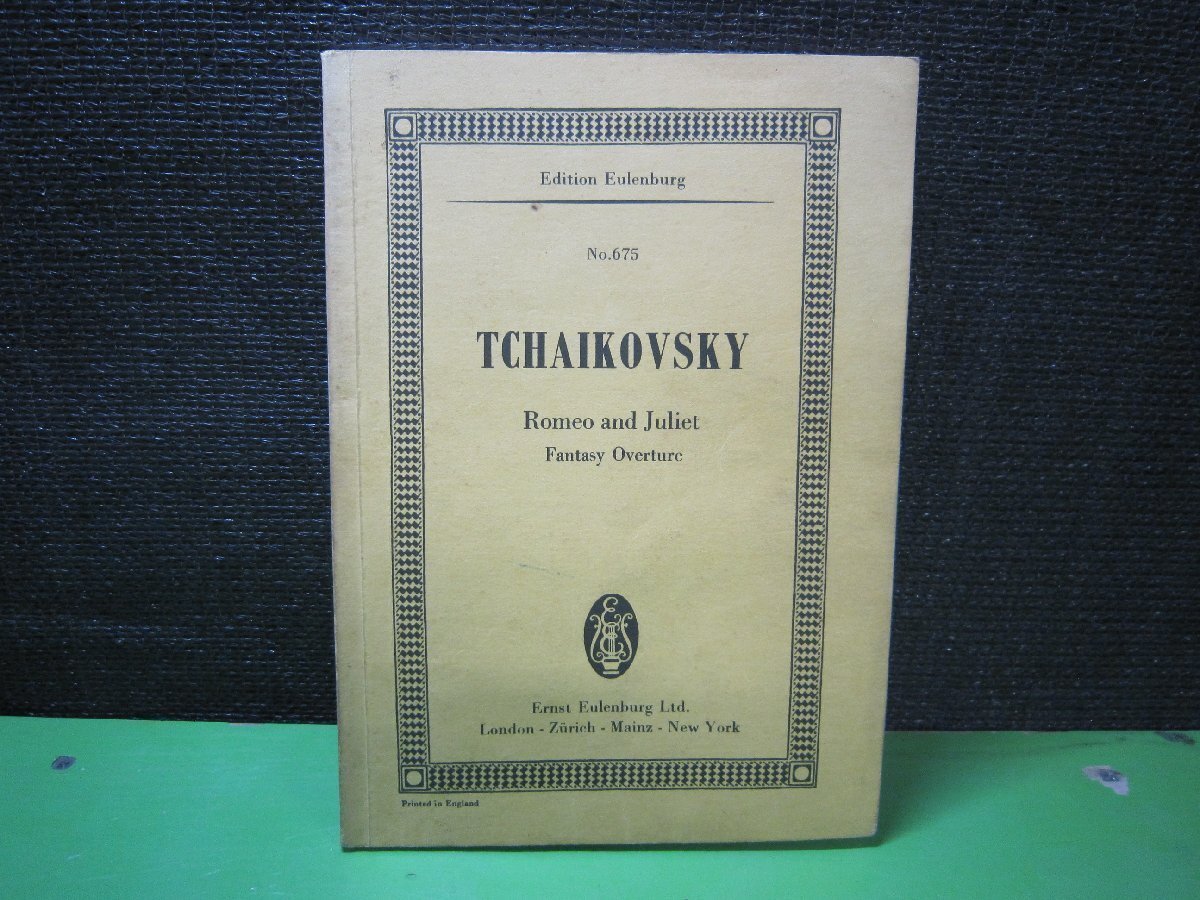 Edition Eulenburg
No.675
TCHAIKOVSKY
Romeo and Juliet
Fantasy Overture
Ernst Eulenburg Ltd.
London - Zürich - Mainz - New York
Printed in England